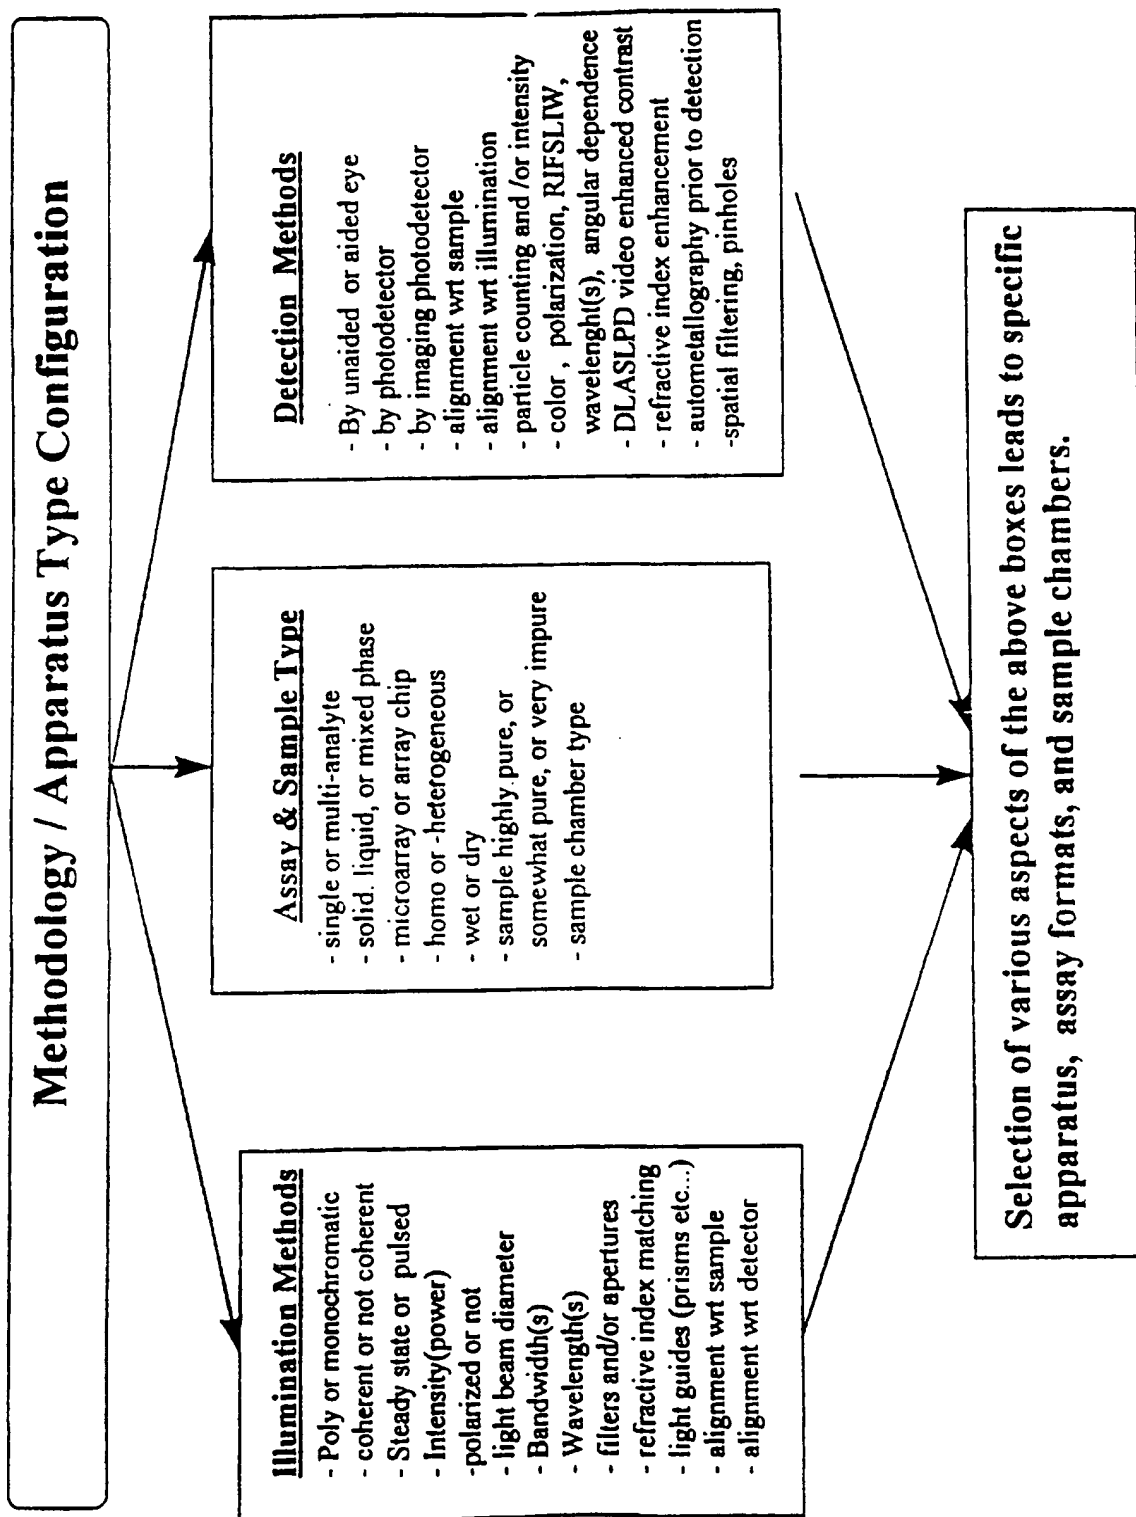 Methodology / Apparatus Type Configuration
Illumination Methods
- Poly or monochromatic
- coherent or not coherent
- Steady state or pulsed
- Intensity(power)
-polarized or not
- light beam diameter
- Bandwidth(s)
- Wavelength(s)
- filters and/or apertures
- refractive index matching
- light guides (prisms etc...)
- alignment wrt sample
- alignment wrt detector
Assay & Sample Type
- single or multi-analyte
- solid. liquid, or mixed phase
- microarray or array chip
- homo or -heterogeneous
- wet or dry
- sample highly pure, or
somewhat pure, or very impure
- sample chamber type
Detection Methods
- By unaided or aided eye
- by photodetector
- by imaging photodetector
- alignment wrt sample
- alignment wrt illumination
- particle counting and /or intensity
- color , polarization, RIFSLIW,
wavelenght(s), angular dependence
- DLASLPD video enhanced contrast
- refractive index enhancement
- autometallography prior to detection
-spatial filtering, pinholes
Selection of various aspects of the above boxes leads to specific
apparatus, assay formats, and sample chambers.